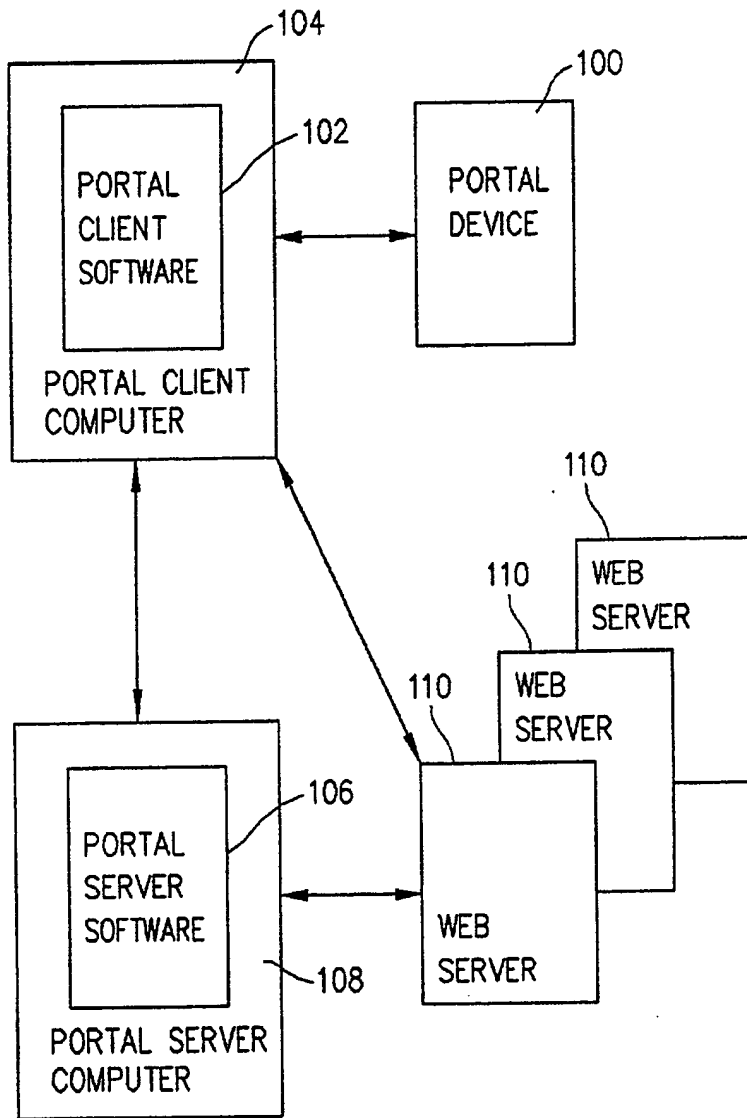 104
100
102
PORTAL
CLIENT
SOFTWARE
PORTAL
DEVICE
PORTAL CLIENT
COMPUTER
110
WEB
SERVER
110
WEB
SERVER
110
WEB
SERVER
106
PORTAL
SERVER
SOFTWARE
108
PORTAL SERVER
COMPUTER